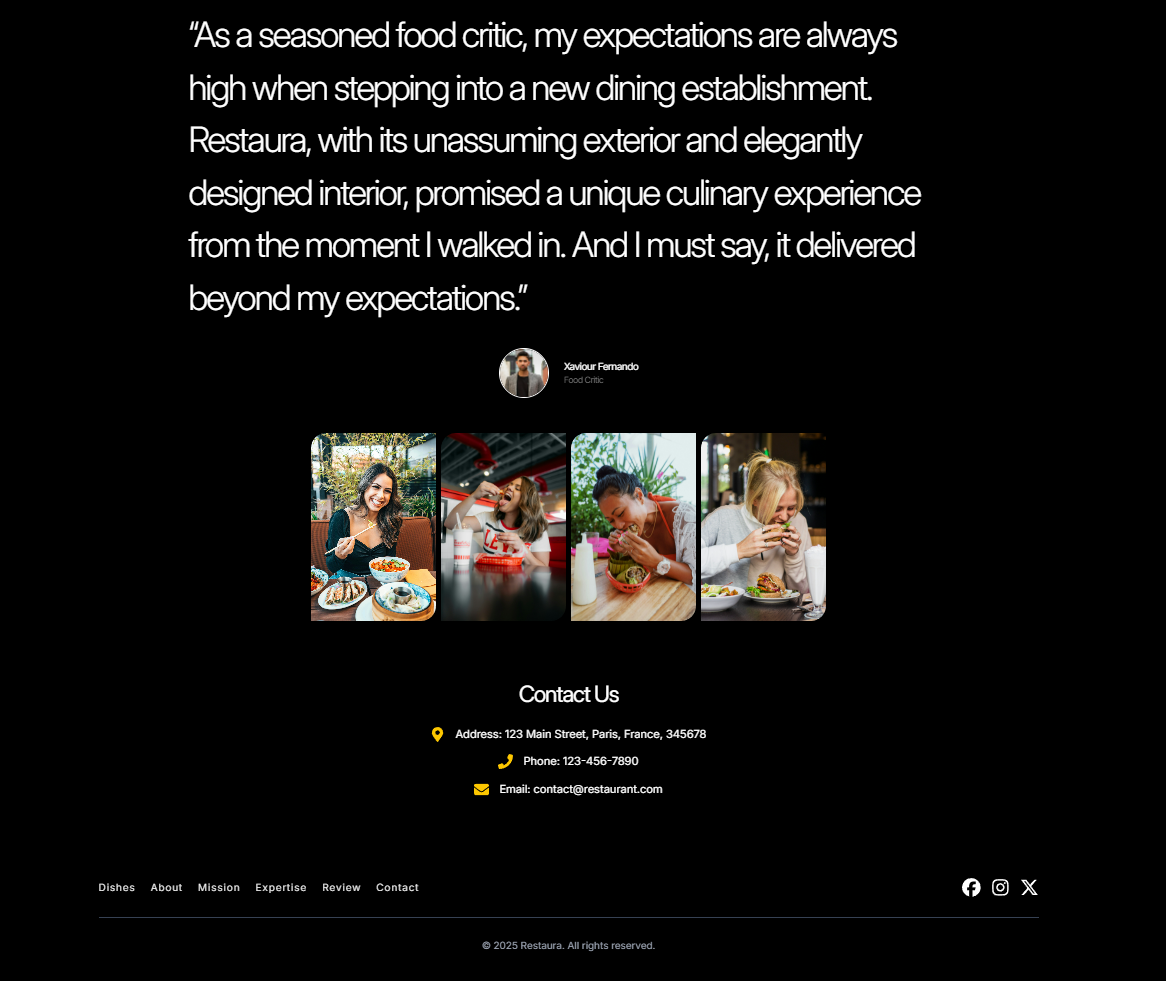 “As a seasoned food critic, my expectations are always
high when stepping into a new dining establishment.
Restaura, with its unassuming exterior and elegantly
designed interior, promised a unique culinary experience
from the moment I walked in. And I must say, it delivered
beyond my expectations.”
Xaviour Fernando
Food Critic
Contact Us
Address: 123 Main Street, Paris, France, 345678
Phone: 123-456-7890
Email: contact@restaurant.com
Dishes About Mission Expertise Review Contact
© 2025 Restaura. All rights reserved.